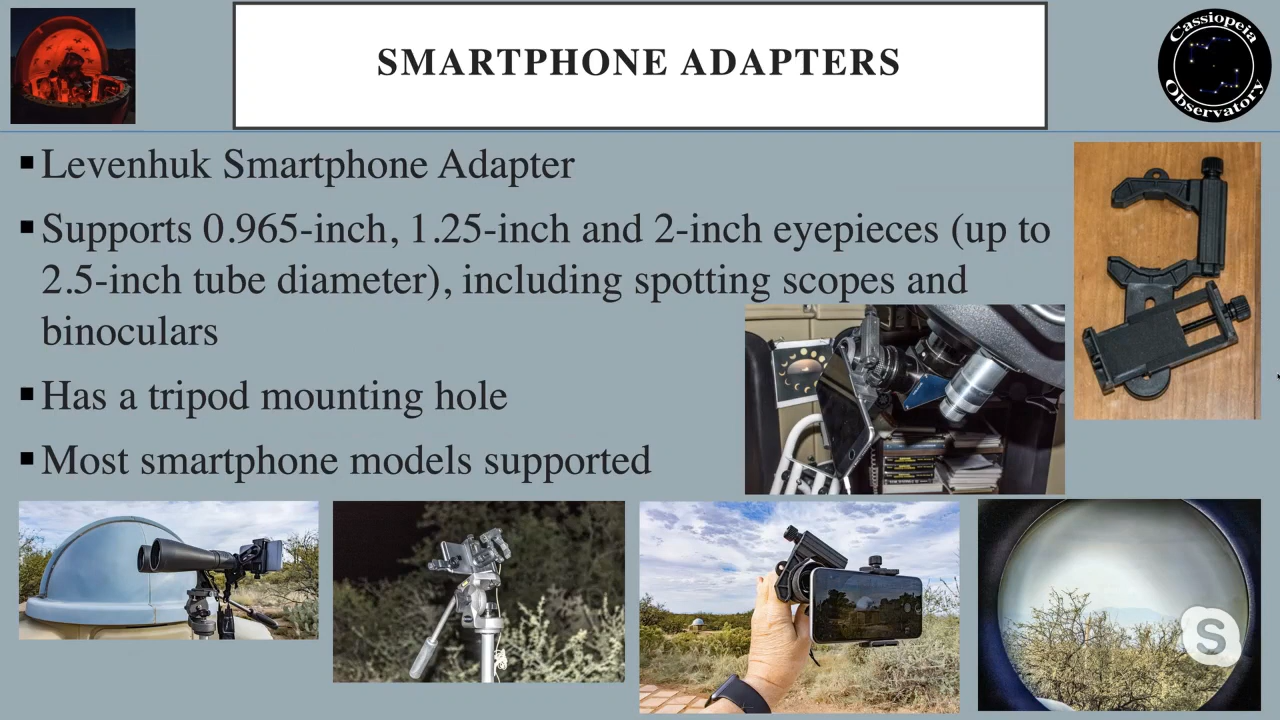 SMARTPHONE ADAPTERS
Cassiopeia
Observatory
Levenhuk Smartphone Adapter
Supports 0.965-inch, 1.25-inch and 2-inch eyepieces (up to
2.5-inch tube diameter), including spotting scopes and
binoculars
Has a tripod mounting hole
Most smartphone models supported
S